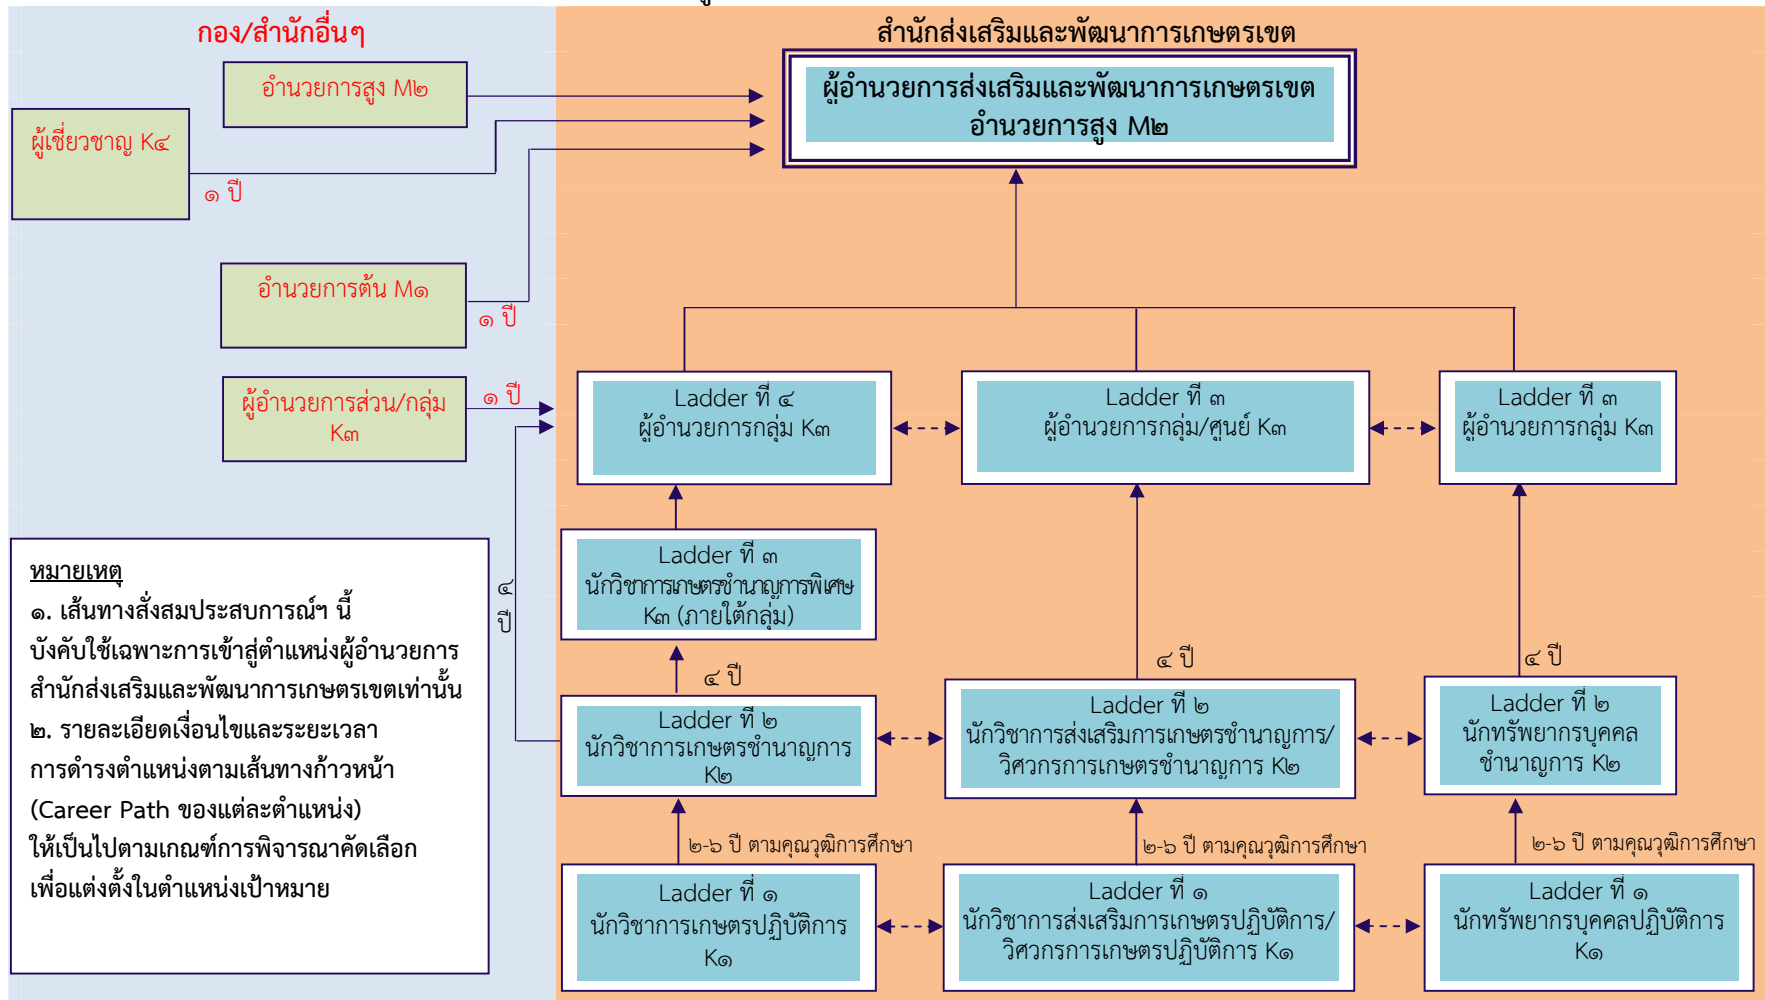 กอง/สำนักอื่นๆ
สำนักส่งเสริมและพัฒนาการเกษตรเขต
อำนวยการสูง M๒
ผู้อำนวยการส่งเสริมและพัฒนาการเกษตรเขต
อำนวยการสูง M๒
ผู้เชี่ยวชาญ K๔
๑ ปี
อำนวยการต้น M๑
๑ ปี
ผู้อำนวยการส่วน/กลุ่ม
K๓
๑ ปี
Ladder ที่ ๔
ผู้อำนวยการกลุ่ม K๓
Ladder ที่ ๓
ผู้อำนวยการกลุ่ม/ศูนย์ K๓
Ladder ที่ ๓
ผู้อำนวยการกลุ่ม K๓
Ladder ที่ ๓
นักวิชาการเกษตรชำนาญการพิเศษ
K๓ (ภายใต้กลุ่ม)
๔ ปี
๔ ปี
๔ ปี
๔ ปี
Ladder ที่ ๒
นักวิชาการเกษตรชำนาญการ
K๒
Ladder ที่ ๒
นักวิชาการส่งเสริมการเกษตรชำนาญการ/
วิศวกรการเกษตรชำนาญการ K๒
Ladder ที่ ๒
นักทรัพยากรบุคคล
ชำนาญการ K๒
๒-๖ ปี ตามคุณวุฒิการศึกษา
๒-๖ ปี ตามคุณวุฒิการศึกษา
๒-๖ ปี ตามคุณวุฒิการศึกษา
Ladder ที่ ๑
นักวิชาการเกษตรปฏิบัติการ
K๑
Ladder ที่ ๑
นักวิชาการส่งเสริมการเกษตรปฏิบัติการ/
วิศวกรการเกษตรปฏิบัติการ K๑
Ladder ที่ ๑
นักทรัพยากรบุคคลปฏิบัติการ
K๑
หมายเหตุ
๑. เส้นทางสั่งสมประสบการณ์ฯ นี้
บังคับใช้เฉพาะการเข้าสู่ตำแหน่งผู้อำนวยการ
สำนักส่งเสริมและพัฒนาการเกษตรเขตเท่านั้น
๒. รายละเอียดเงื่อนไขและระยะเวลา
การดำรงตำแหน่งตามเส้นทางก้าวหน้า
(Career Path ของแต่ละตำแหน่ง)
ให้เป็นไปตามเกณฑ์การพิจารณาคัดเลือก
เพื่อแต่งตั้งในตำแหน่งเป้าหมาย